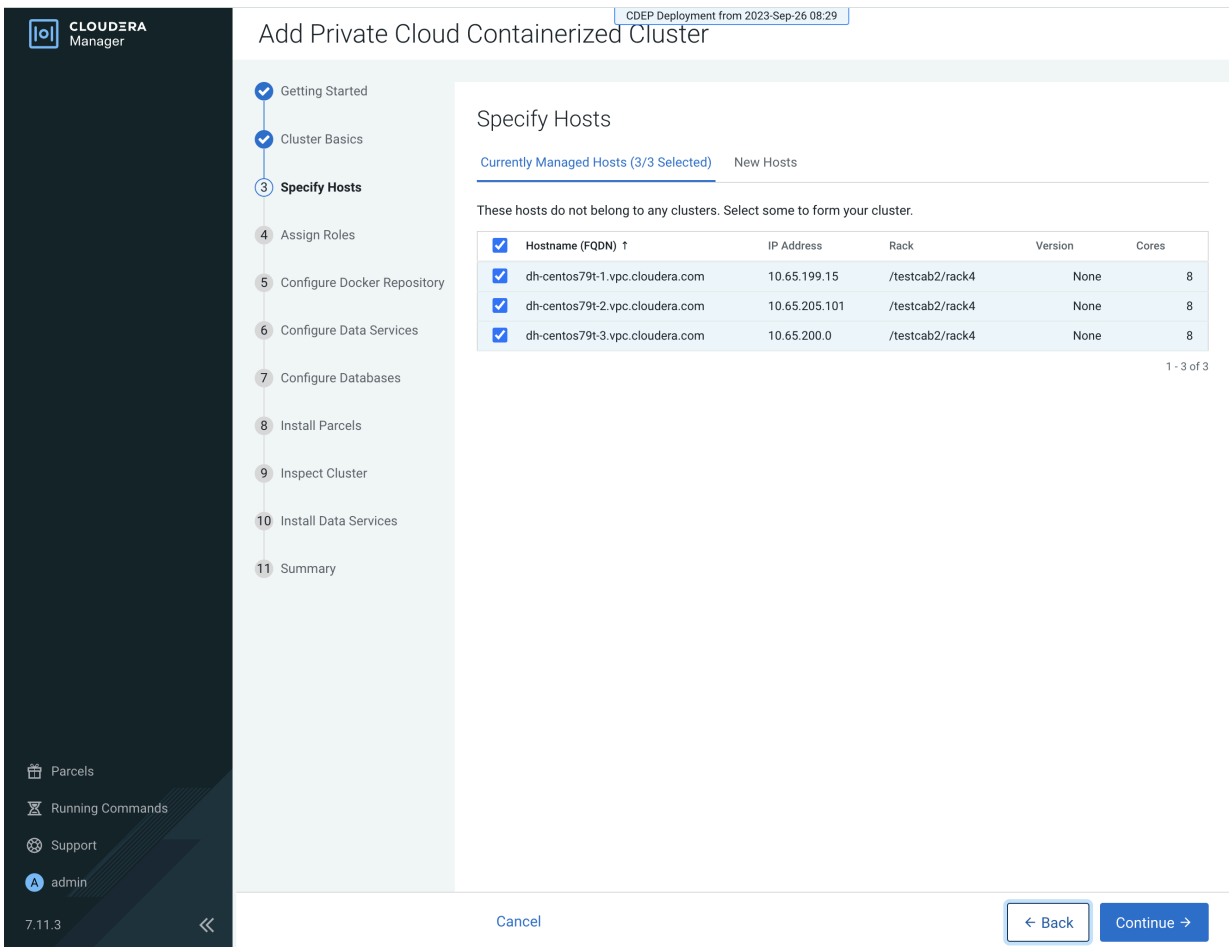 CLOUDERA
Manager
CDEP Deployment from 2023-Sep-26 08:29
Add Private Cloud Containerized Cluster
Getting Started
Cluster Basics
3 Specify Hosts
4 Assign Roles
5 Configure Docker Repository
6 Configure Data Services
7 Configure Databases
8 Install Parcels
9 Inspect Cluster
10 Install Data Services
11 Summary
Specify Hosts
Currently Managed Hosts (3/3 Selected) New Hosts
These hosts do not belong to any clusters. Select some to form your cluster.
Hostname (FQDN) ↑ IP Address Rack Version Cores
dh-centos79t-1.vpc.cloudera.com 10.65.199.15 /testcab2/rack4 None 8
dh-centos79t-2.vpc.cloudera.com 10.65.205.101 /testcab2/rack4 None 8
dh-centos79t-3.vpc.cloudera.com 10.65.200.0 /testcab2/rack4 None 8
1 - 3 of 3
Parcels
Running Commands
Support
A admin
7.11.3
Cancel
← Back
Continue →